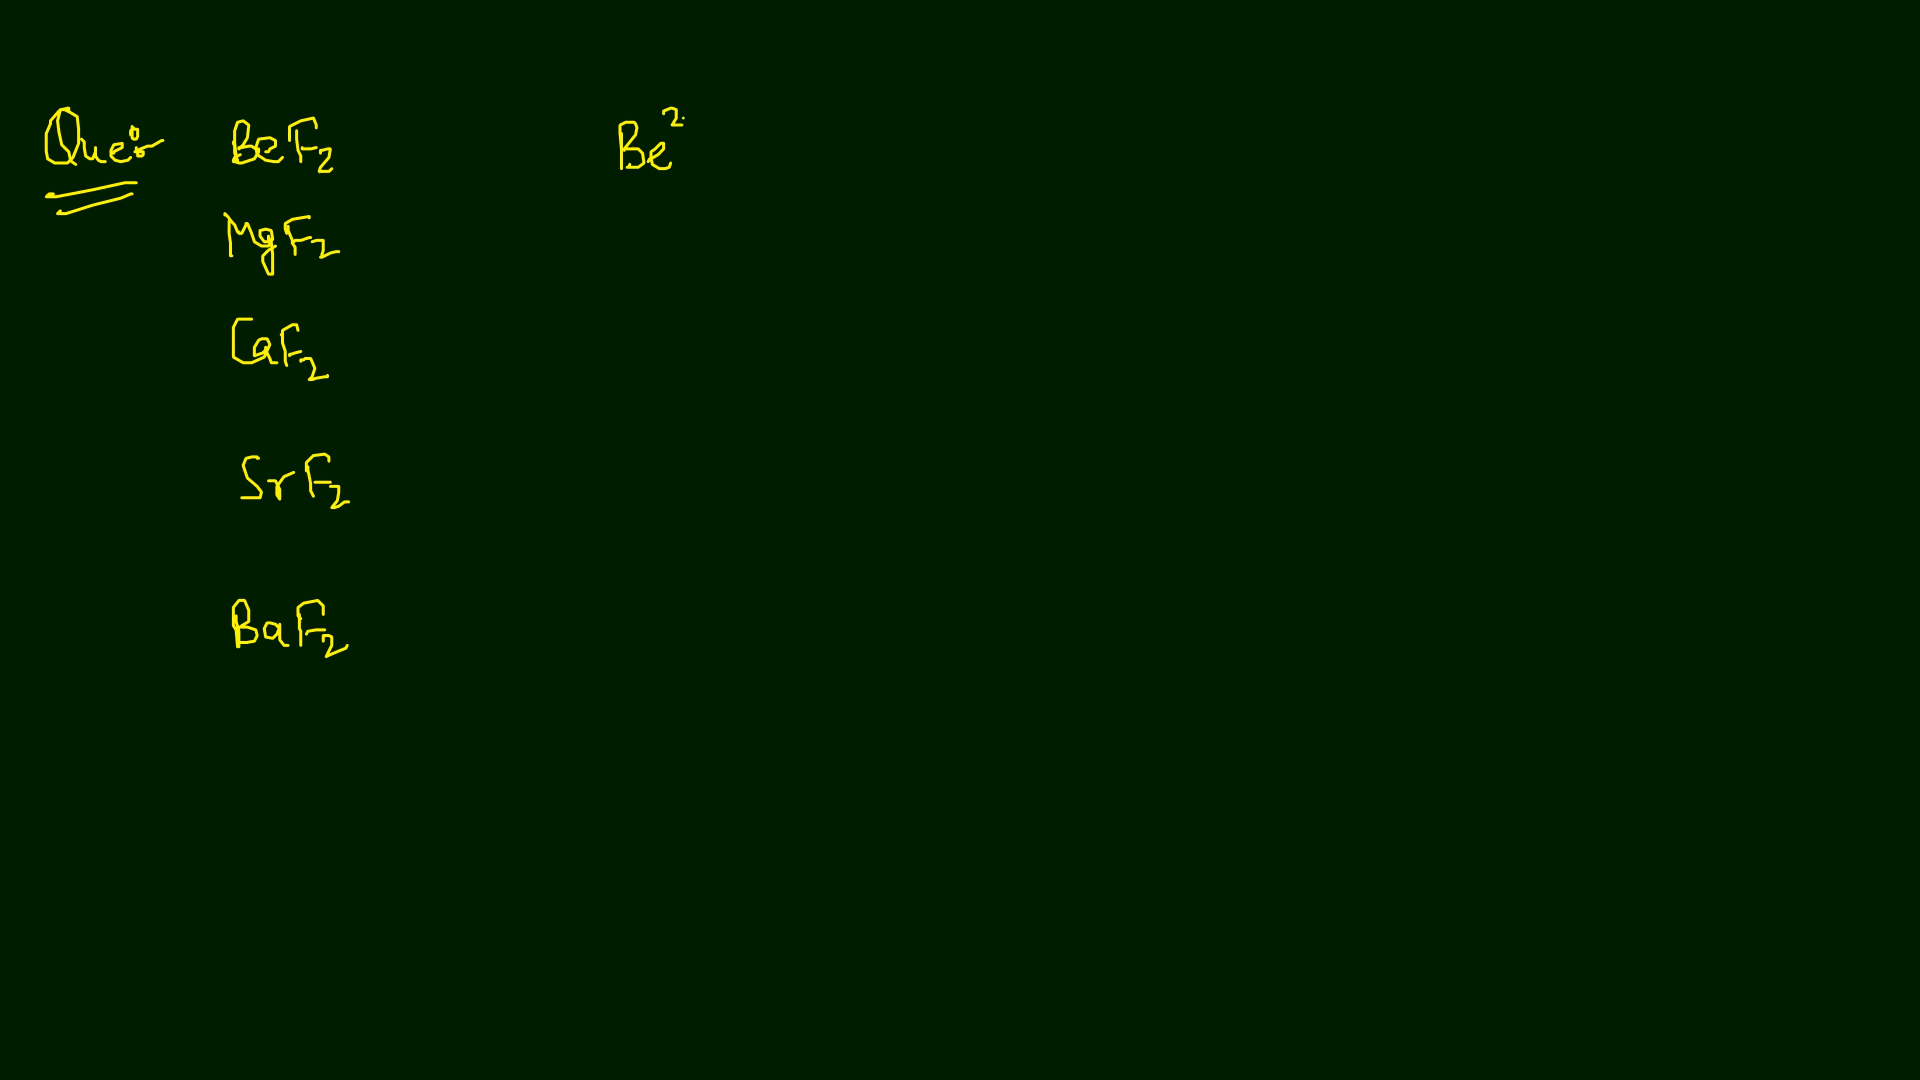 Que:- BeF₂ Be²
MgF₂
CaF₂
SrF₂
BaF₂